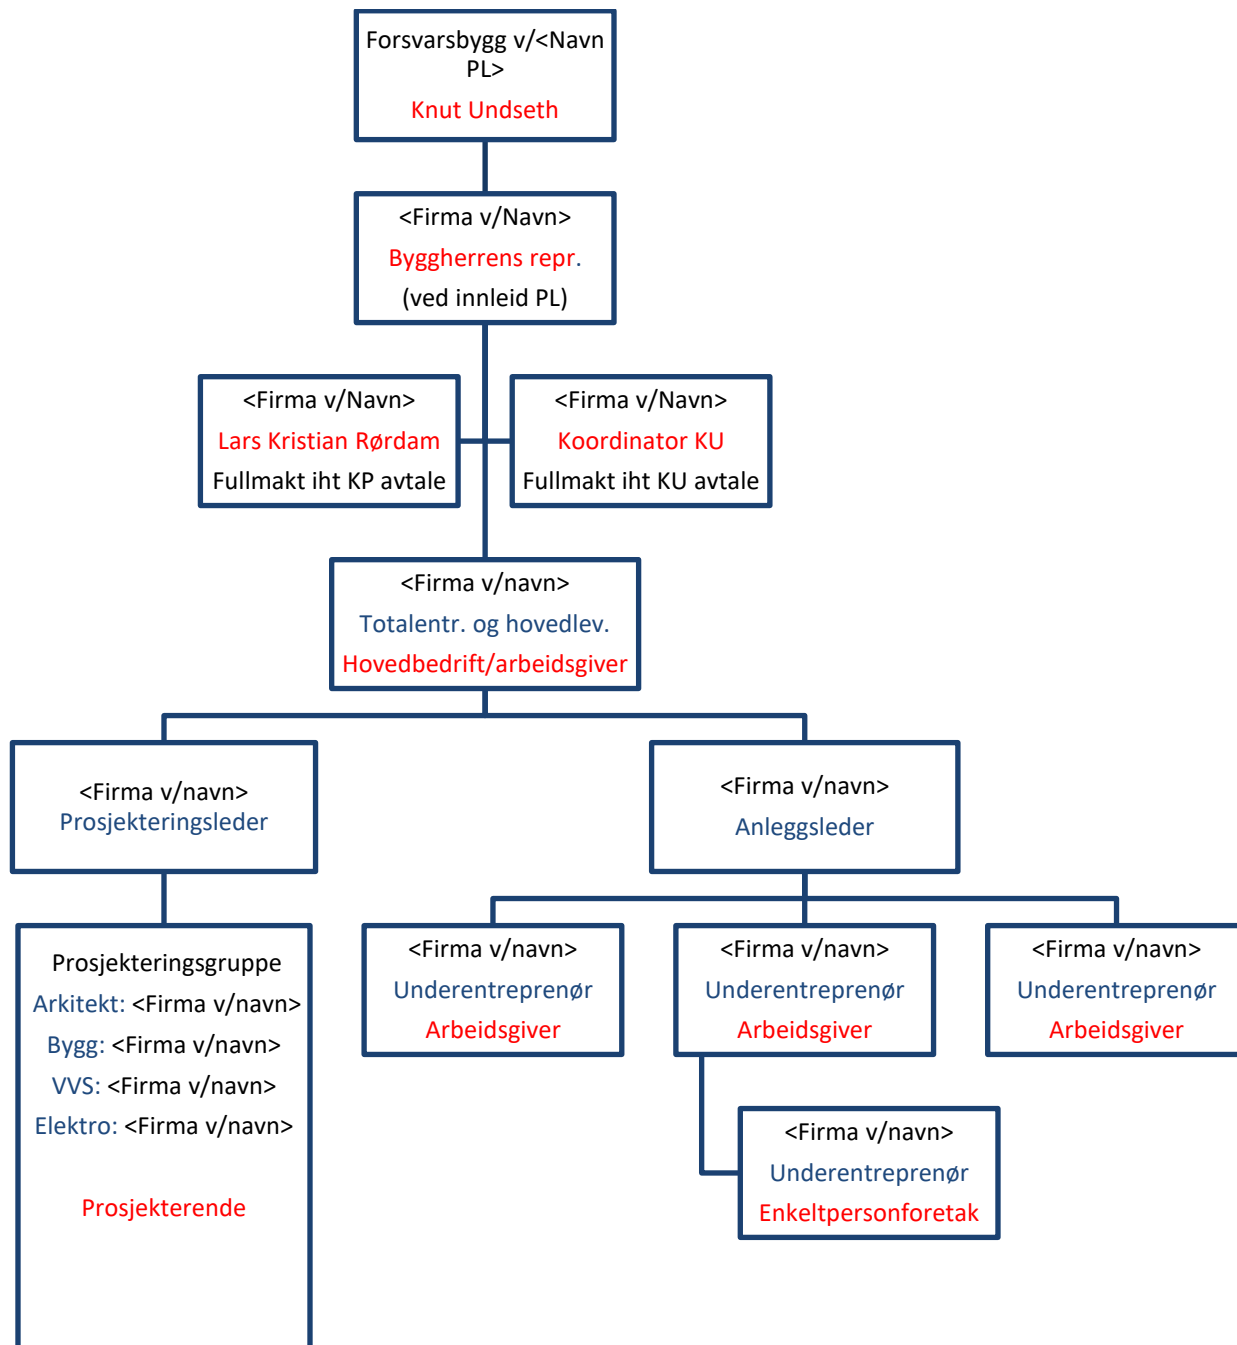 Forsvarsbygg v/<Navn
PL>
Knut Undseth
<Firma v/Navn>
Byggherrens repr.
(ved innleid PL)
<Firma v/Navn>
Lars Kristian Rørdam
Fullmakt iht KP avtale
<Firma v/Navn>
Koordinator KU
Fullmakt iht KU avtale
<Firma v/navn>
Totalentr. og hovedlev.
Hovedbedrift/arbeidsgiver
<Firma v/navn>
Prosjekteringsleder
<Firma v/navn>
Anleggsleder
Prosjekteringsgruppe
Arkitekt: <Firma v/navn>
Bygg: <Firma v/navn>
VVS: <Firma v/navn>
Elektro: <Firma v/navn>
Prosjekterende
<Firma v/navn>
Underentreprenør
Arbeidsgiver
<Firma v/navn>
Underentreprenør
Arbeidsgiver
<Firma v/navn>
Underentreprenør
Arbeidsgiver
<Firma v/navn>
Underentreprenør
Enkeltpersonforetak